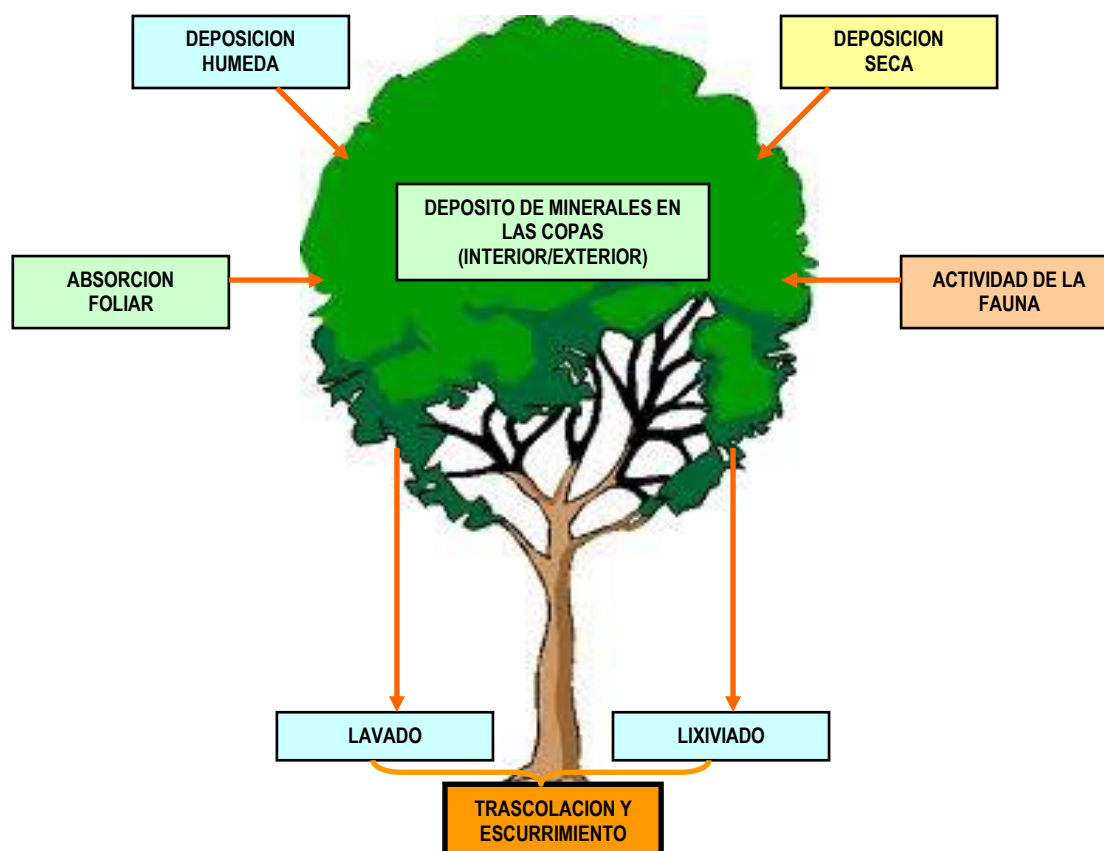 DEPOSICION
HUMEDA
DEPOSICION
SECA
DEPOSITO DE MINERALES EN
LAS COPAS
(INTERIOR/EXTERIOR)
ABSORCION
FOLIAR
ACTIVIDAD DE LA
FAUNA
LAVADO
LIXIVIADO
TRASCOLACION Y
ESCURRIMIENTO